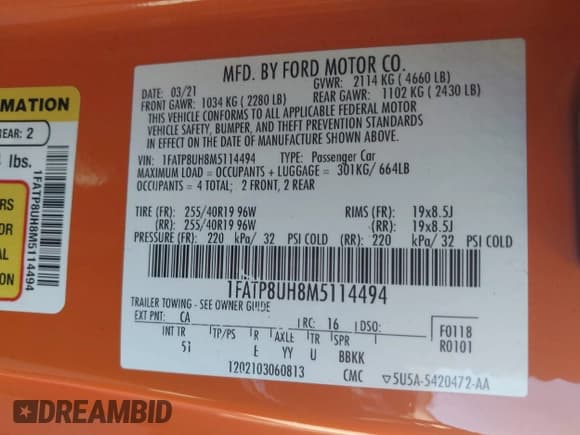 MFD. BY FORD MOTOR CO.
DATE: 03/21 GVWR: 2114 KG ( 4660 LB)
FRONT GAWR: 1034 KG ( 2280 LB) REAR GAWR: 1102 KG ( 2430 LB)
THIS VEHICLE CONFORMS TO ALL APPLICABLE FEDERAL MOTOR
VEHICLE SAFETY, BUMPER, AND THEFT PREVENTION STANDARDS
IN EFFECT ON THE DATE OF MANUFACTURE SHOWN ABOVE.
VIN: 1FATP8UH8M5114494 TYPE: Passenger Car
MAXIMUM LOAD = OCCUPANTS + LUGGAGE = 301KG/ 664LB
OCCUPANTS = 4 TOTAL; 2 FRONT, 2 REAR
TIRE (FR): 255/40R19 96W RIMS (FR): 19x8.5J
(RR): 255/40R19 96W (RR): 19x8.5J
PRESSURE (FR): 220 kPa/ 32 PSI COLD (RR): 220 kPa/ 32 PSI COLD
1FATP8UH8M5114494
TRAILER TOWING - SEE OWNER GUIDE
EXT PNT: CA RC: 16 DSO: F0118
INT TR TP/PS R AXLE TR SPR R0101
51 E YY U BBKK
1202103060813 CMC 5U5A-5420472-AA
RMATION
REAR: 2
lbs.
1FATP8UH8M5114494
RS
OR
AL
ON
DREAMBID